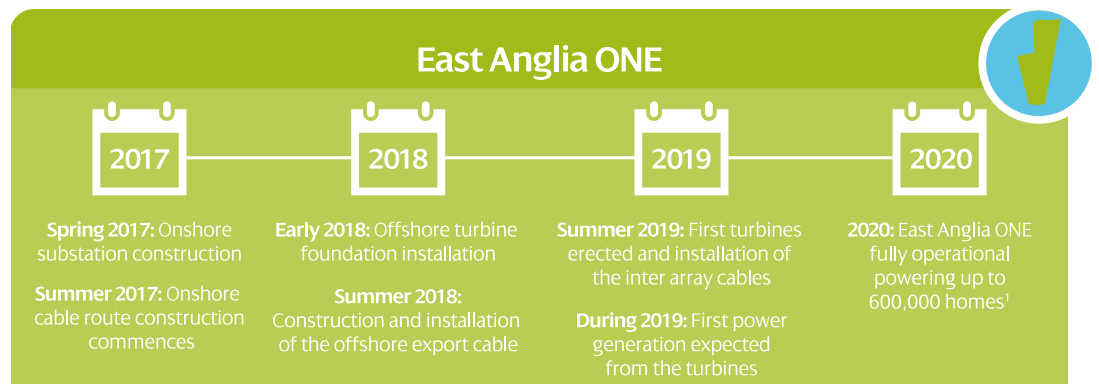 East Anglia ONE
2017
2018
2019
2020
Spring 2017: Onshore
substation construction
Summer 2017: Onshore
cable route construction
commences
Early 2018: Offshore turbine
foundation installation
Summer 2018:
Construction and installation
of the offshore export cable
Summer 2019: First turbines
erected and installation of
the inter array cables
During 2019: First power
generation expected
from the turbines
2020: East Anglia ONE
fully operational
powering up to
600,000 homes¹